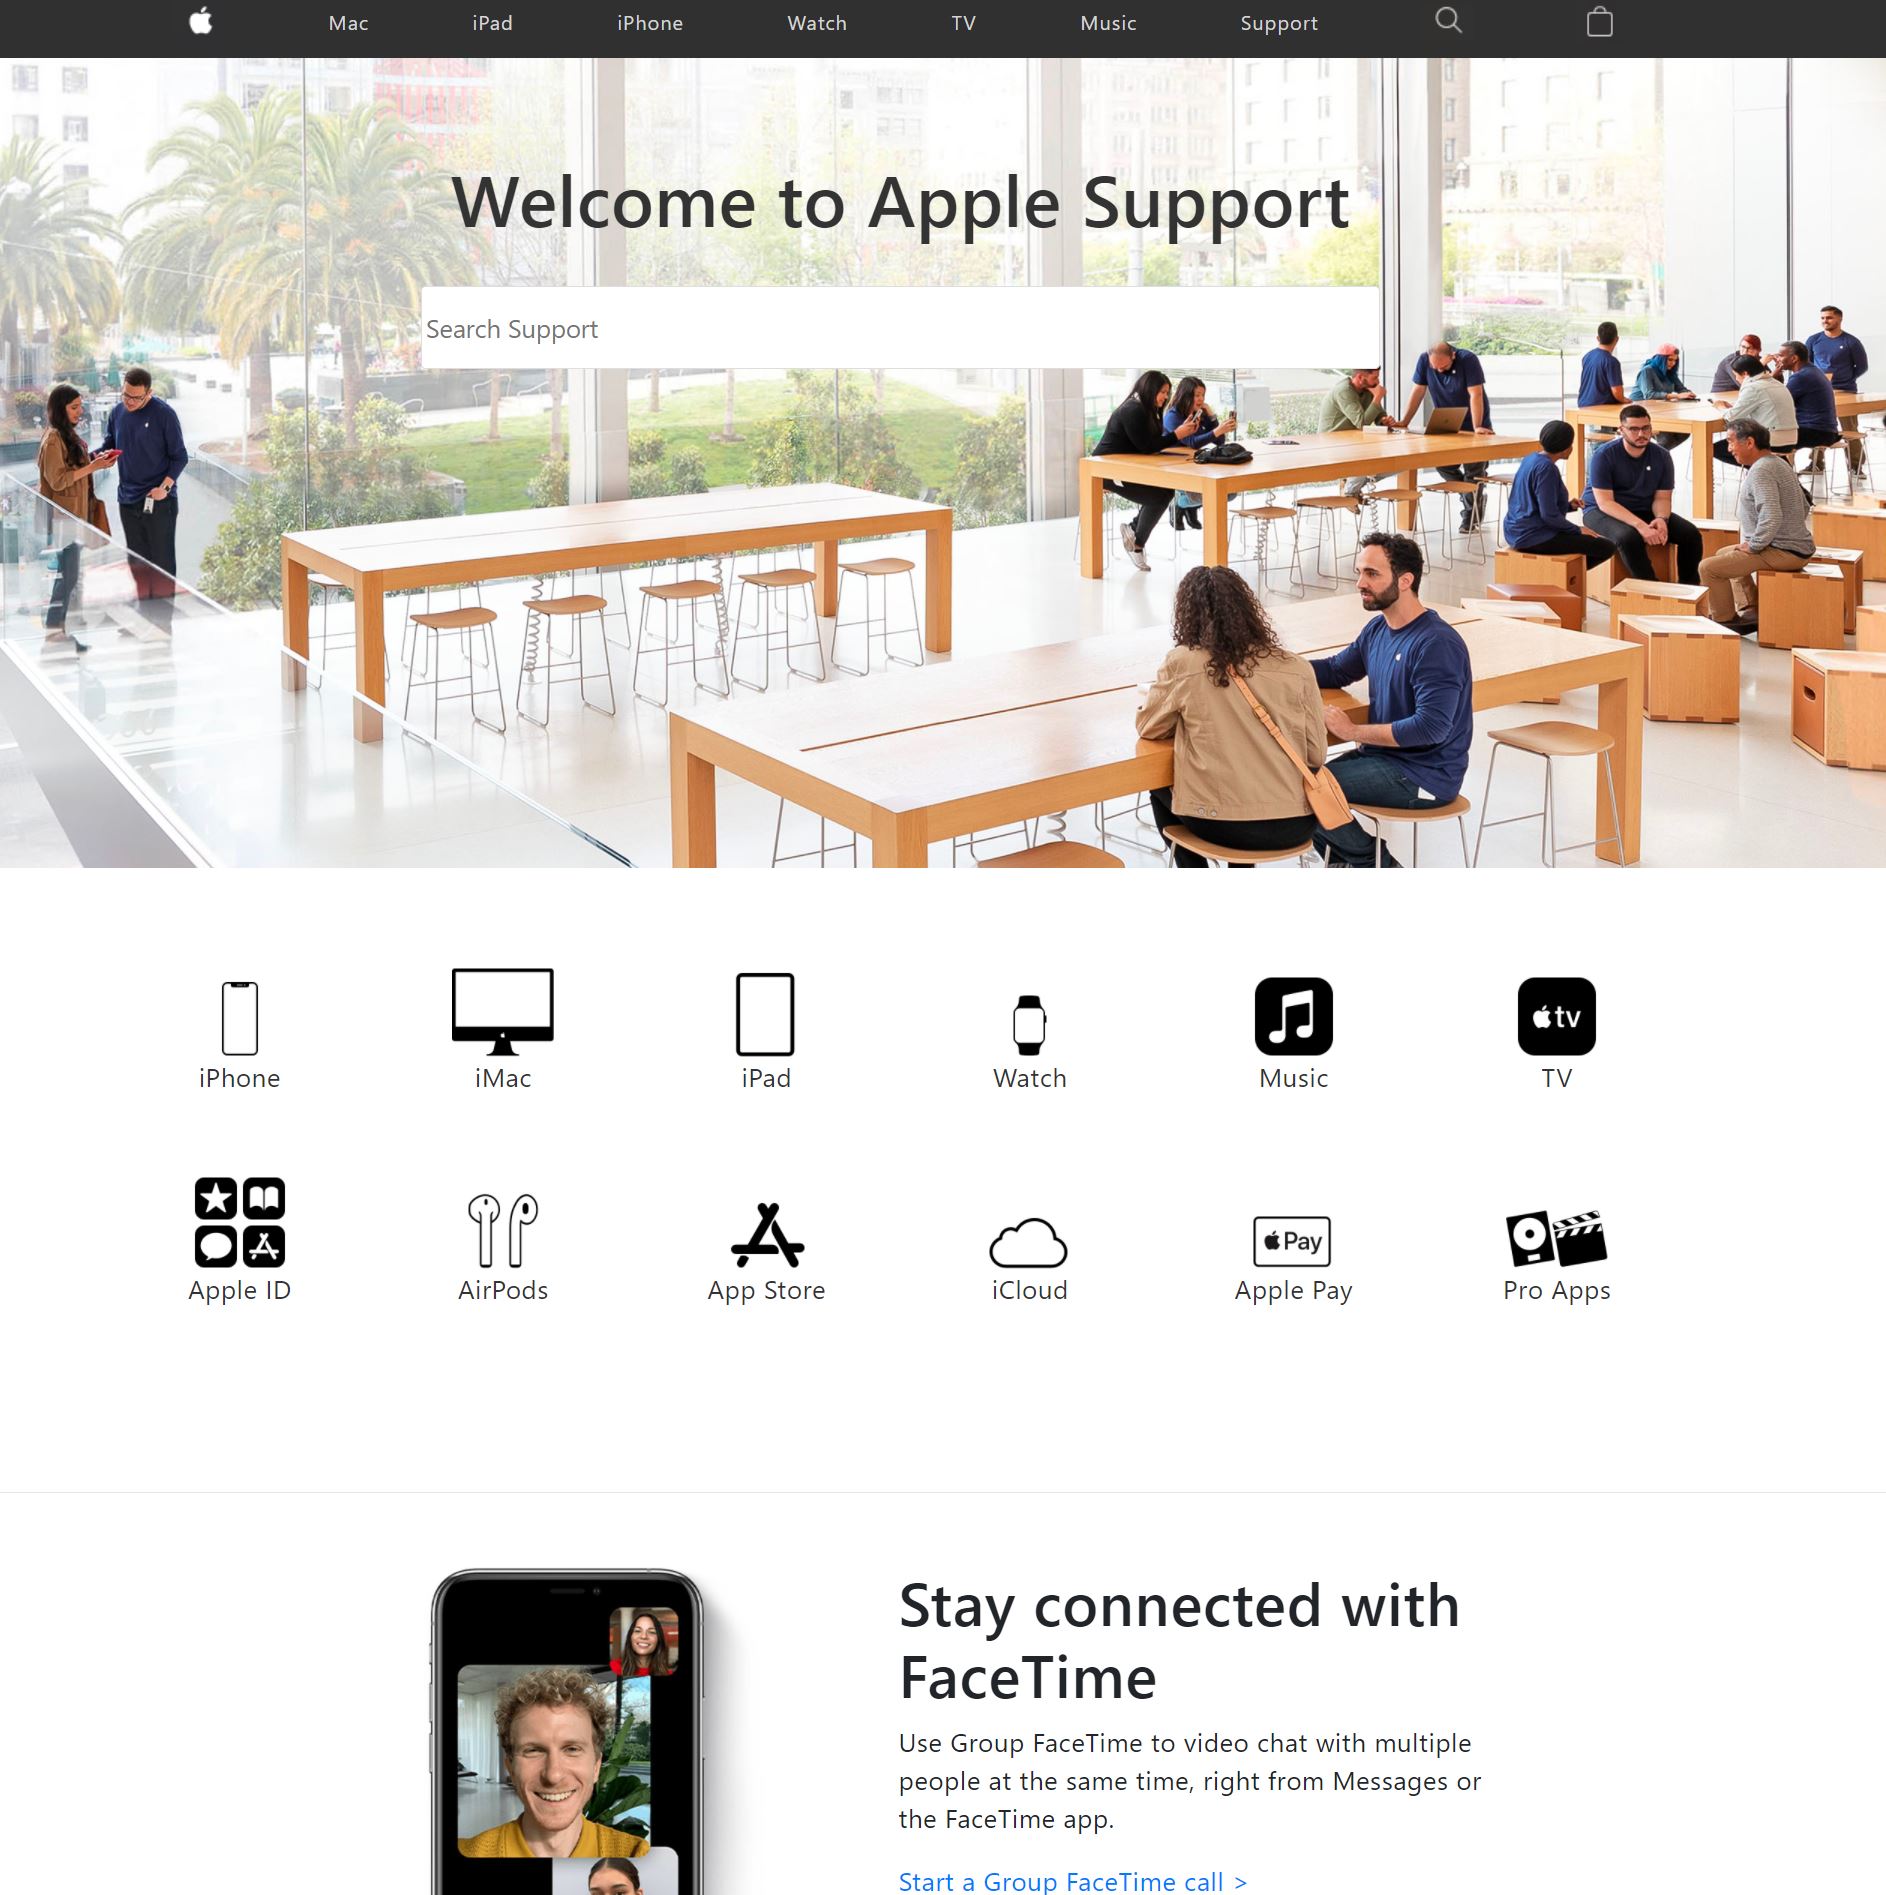 Mac iPad iPhone Watch TV Music Support
Welcome to Apple Support
Search Support
iPhone iMac iPad Watch Music tv TV
Apple ID AirPods App Store iCloud Pay Apple Pay Pro Apps
Stay connected with
FaceTime
Use Group FaceTime to video chat with multiple
people at the same time, right from Messages or
the FaceTime app.
Start a Group FaceTime call >